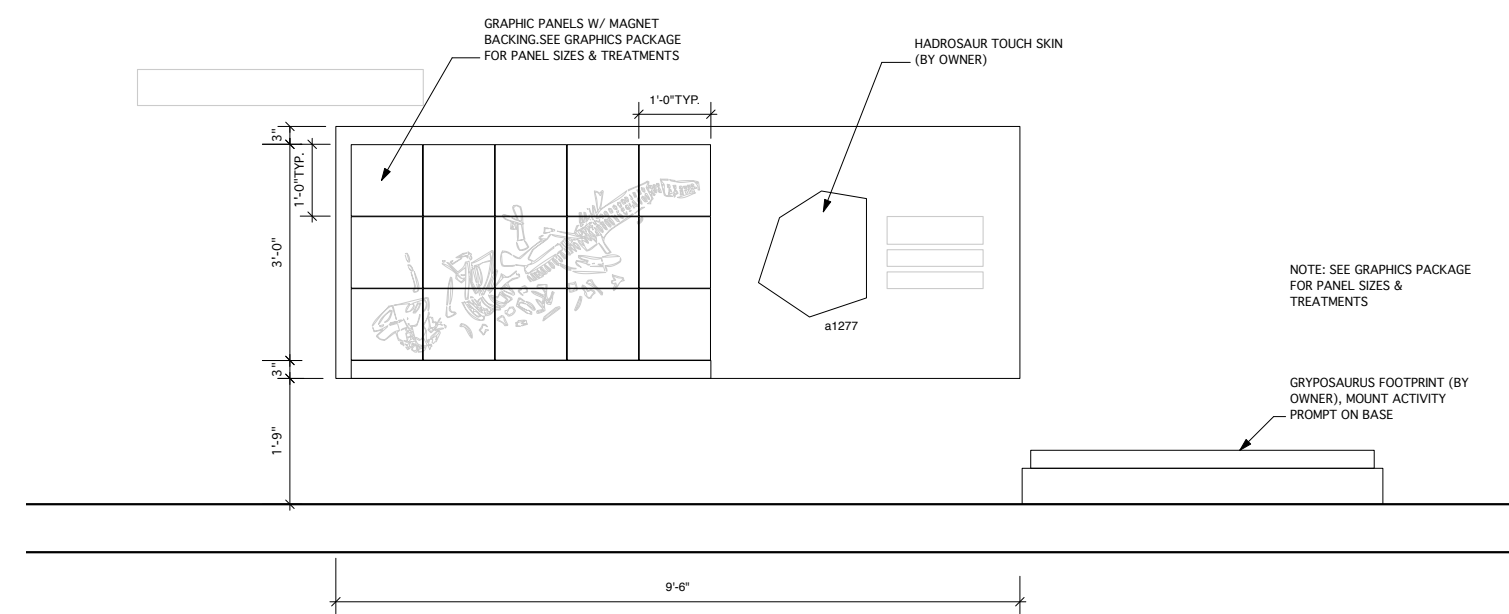 GRAPHIC PANELS W/ MAGNET
BACKING.SEE GRAPHICS PACKAGE
FOR PANEL SIZES & TREATMENTS
HADROSAUR TOUCH SKIN
(BY OWNER)
1'-0"TYP.
3"
1'-0"TYP.
3'-0"
3"
1'-9"
a1277
NOTE: SEE GRAPHICS PACKAGE
FOR PANEL SIZES &
TREATMENTS
GRYPOSAURUS FOOTPRINT (BY
OWNER), MOUNT ACTIVITY
PROMPT ON BASE
9'-6"